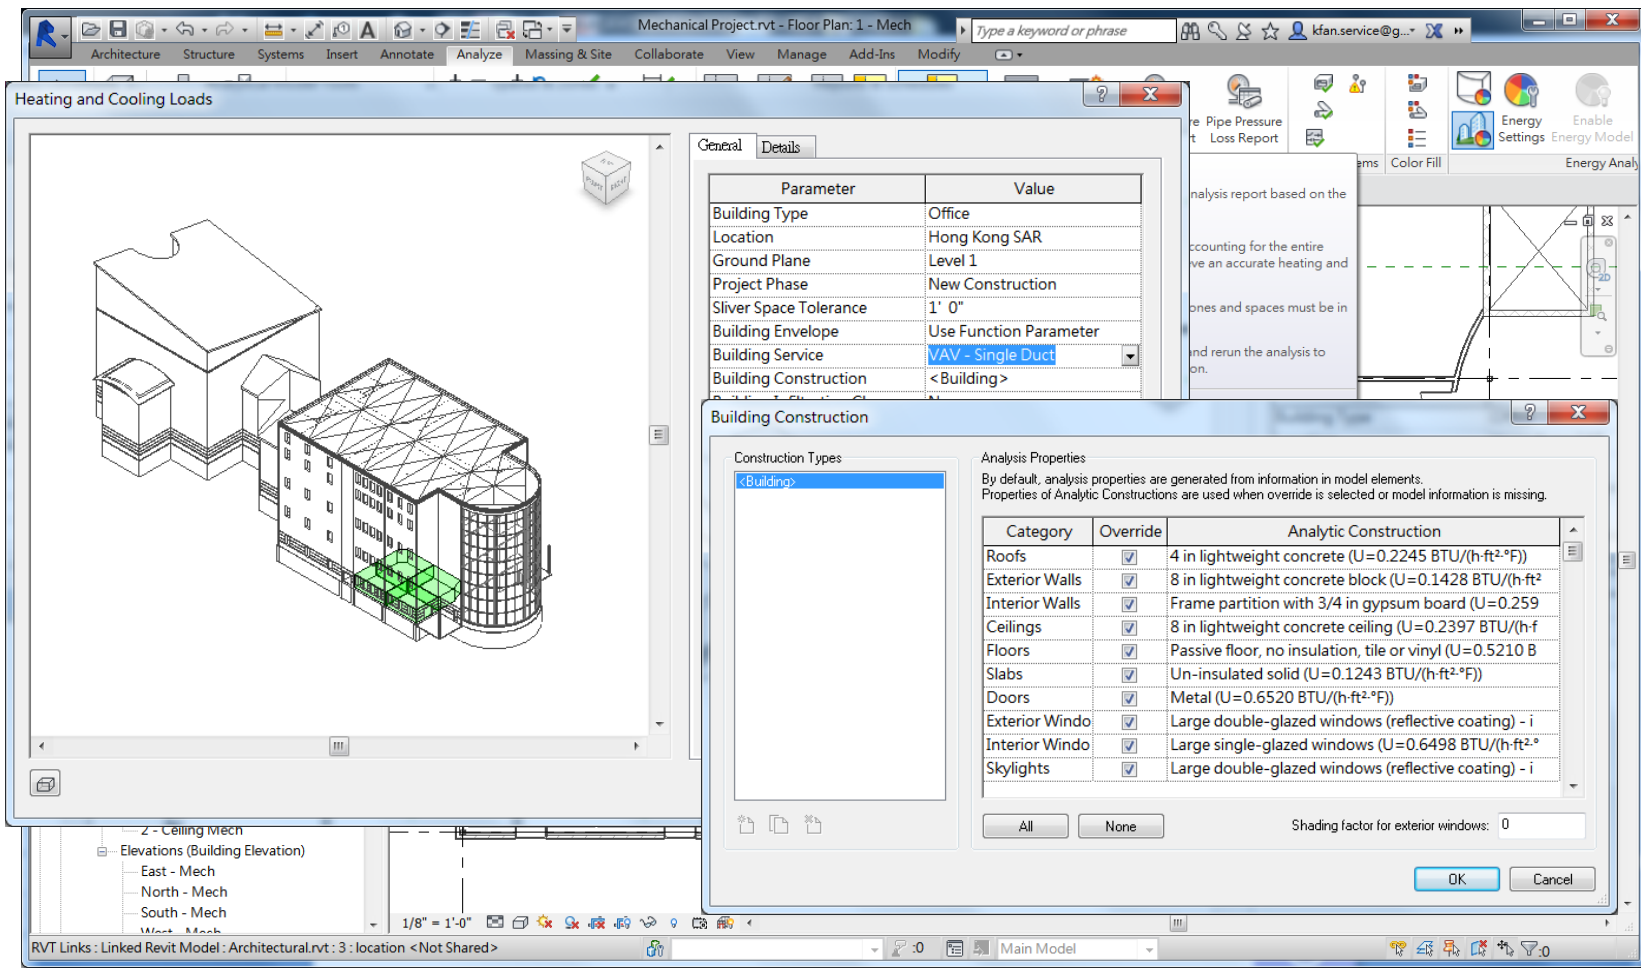 Mechanical Project.rvt - Floor Plan: 1 - Mech
Type a keyword or phrase
kfan.service@g...
Architecture Structure Systems Insert Annotate Analyze Massing & Site Collaborate View Manage Add-Ins Modify
Heating and Cooling Loads
re Pipe Pressure
t Loss Report
Energy Settings
Enable Energy Model
ems
Color Fill
Energy Analy
General
Details
Parameter Value
Building Type Office
Location Hong Kong SAR
Ground Plane Level 1
Project Phase New Construction
Sliver Space Tolerance 1' 0"
Building Envelope Use Function Parameter
Building Service VAV - Single Duct
Building Construction <Building>
nalysis report based on the
ccounting for the entire
ve an accurate heating and
ones and spaces must be in
and rerun the analysis to
on.
2D
Building Construction
Construction Types
<Building>
Analysis Properties
By default, analysis properties are generated from information in model elements.
Properties of Analytic Constructions are used when override is selected or model information is missing.
Category Override Analytic Construction
Roofs 4 in lightweight concrete (U=0.2245 BTU/(h·ft²·°F))
Exterior Walls 8 in lightweight concrete block (U=0.1428 BTU/(h·ft²
Interior Walls Frame partition with 3/4 in gypsum board (U=0.259
Ceilings 8 in lightweight concrete ceiling (U=0.2397 BTU/(h·f
Floors Passive floor, no insulation, tile or vinyl (U=0.5210 B
Slabs Un-insulated solid (U=0.1243 BTU/(h·ft²·°F))
Doors Metal (U=0.6520 BTU/(h·ft²·°F))
Exterior Windo Large double-glazed windows (reflective coating) - i
Interior Windo Large single-glazed windows (U=0.6498 BTU/(h·ft²·°
Skylights Large double-glazed windows (reflective coating) - i
All
None
Shading factor for exterior windows: 0
OK
Cancel
2 - Ceiling Mech
Elevations (Building Elevation)
East - Mech
North - Mech
South - Mech
West - Mech
1/8" = 1'-0"
RVT Links : Linked Revit Model : Architectural.rvt : 3 : location <Not Shared>
:0
Main Model
:0